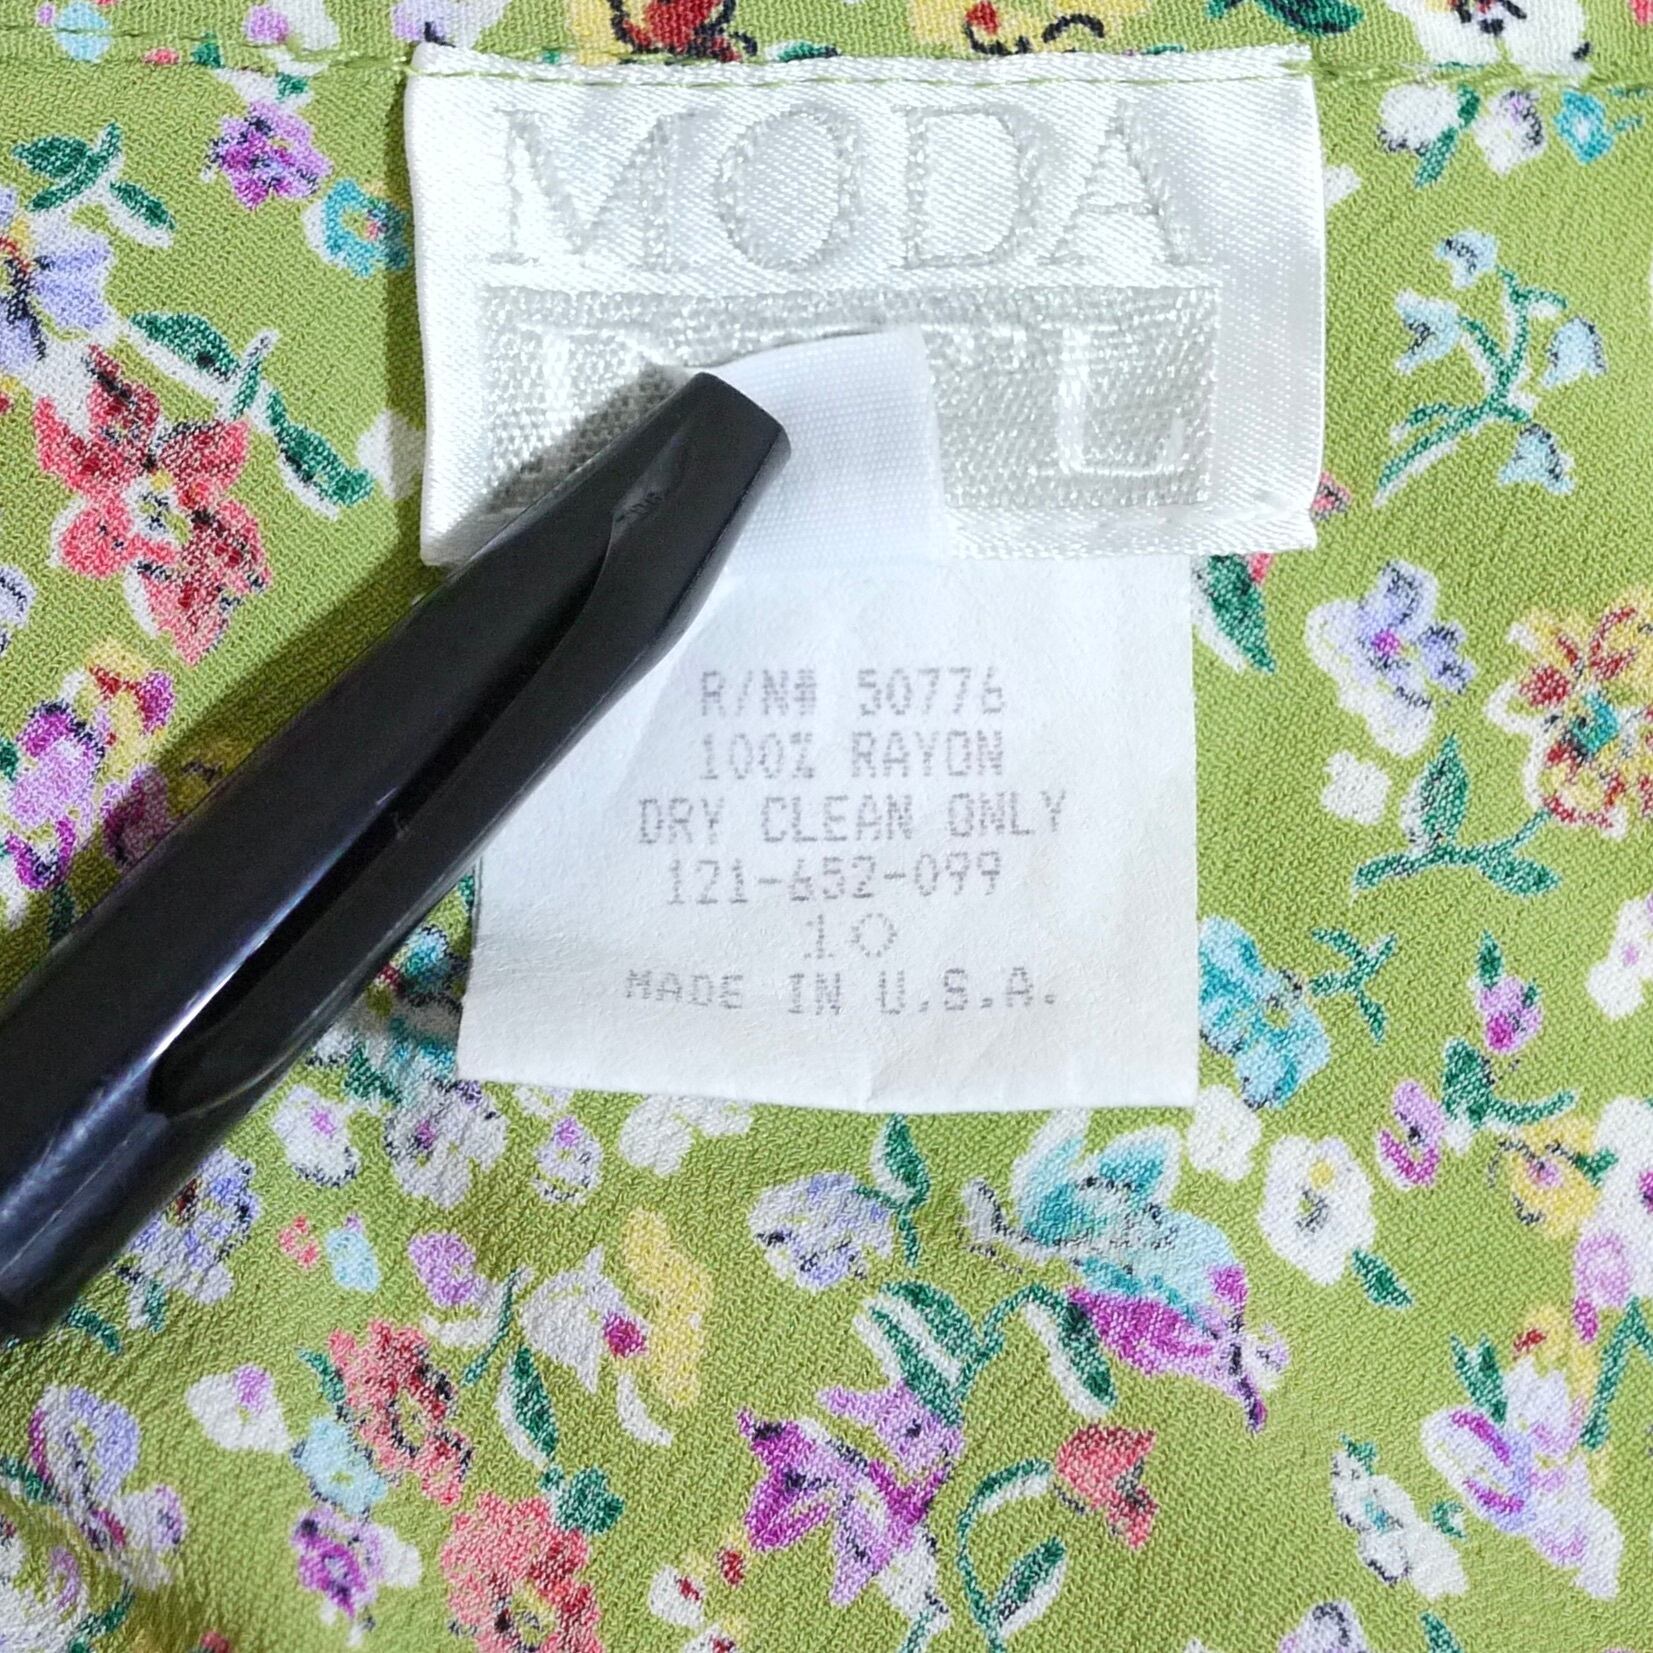 MODA
R/N# 50776
100% RAYON
DRY CLEAN ONLY
121-652-099
10
MADE IN U.S.A.